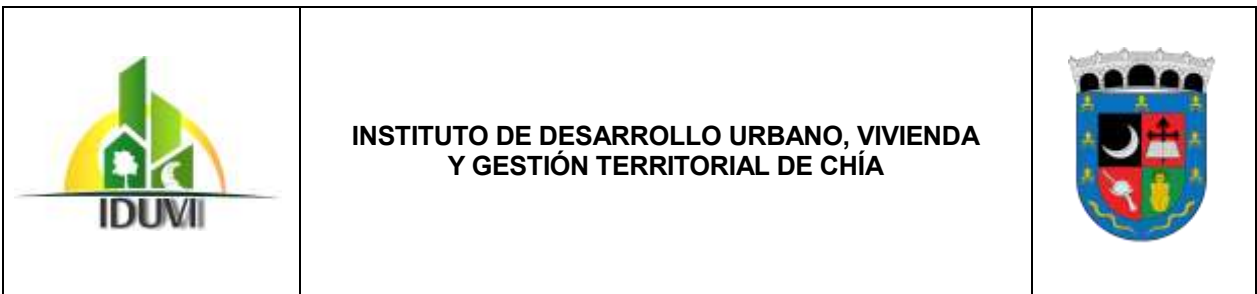 IDUVI
INSTITUTO DE DESARROLLO URBANO, VIVIENDA
Y GESTIÓN TERRITORIAL DE CHÍA